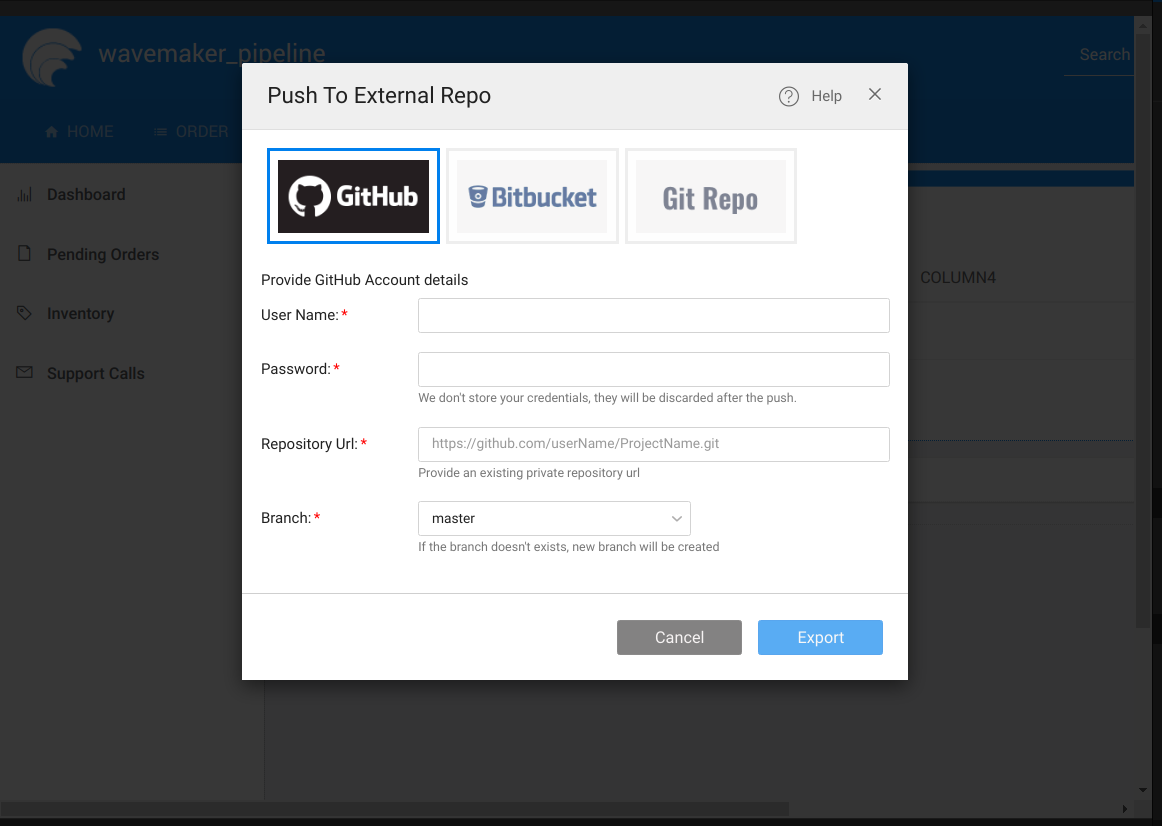 wavemaker_pipeline
Search
HOME
ORDER
Push To External Repo
Help
GitHub
Bitbucket
Git Repo
Dashboard
Pending Orders
Inventory
Support Calls
COLUMN4
Provide GitHub Account details
User Name:*
Password:*
We don't store your credentials, they will be discarded after the push.
Repository Url:*
https://github.com/userName/ProjectName.git
Provide an existing private repository url
Branch:*
master
If the branch doesn't exists, new branch will be created
Cancel
Export